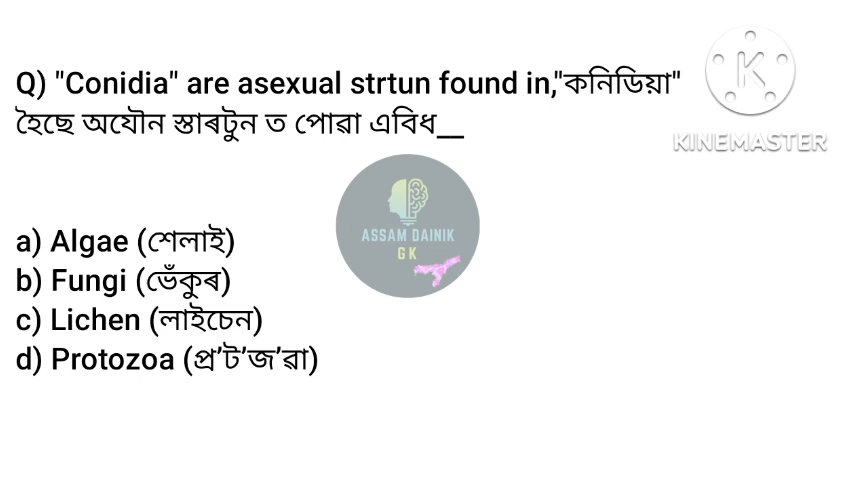 Q) "Conidia" are asexual strtun found in,"কনিডিয়া"
হৈছে অযৌন স্তাৰটুন ত পোৱা এবিধ__
K
KINEMASTER
ASSAM DAINIK
GK
a) Algae (শেলাই)
b) Fungi (ভেঁকুৰ)
c) Lichen (লাইচেন)
d) Protozoa (প্ৰ’ট’জ’ৱা)